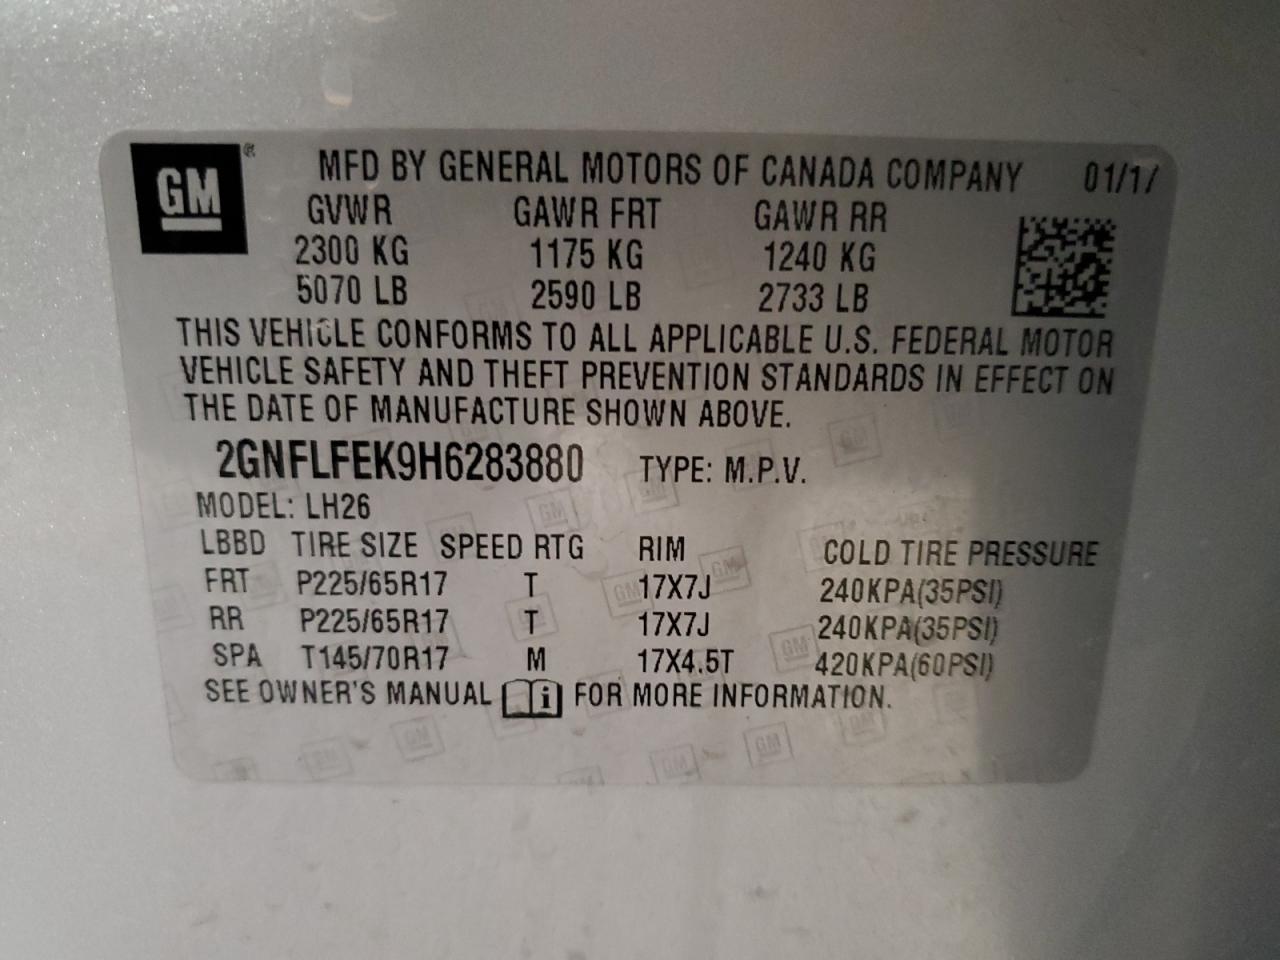 GM® MFD BY GENERAL MOTORS OF CANADA COMPANY 01/17
GVWR GAWR FRT GAWR RR
2300 KG 1175 KG 1240 KG
5070 LB 2590 LB 2733 LB
THIS VEHICLE CONFORMS TO ALL APPLICABLE U.S. FEDERAL MOTOR
VEHICLE SAFETY AND THEFT PREVENTION STANDARDS IN EFFECT ON
THE DATE OF MANUFACTURE SHOWN ABOVE.
2GNFLFEK9H6283880 TYPE: M.P.V.
MODEL: LH26
LBBD TIRE SIZE SPEED RTG RIM COLD TIRE PRESSURE
FRT P225/65R17 T 17X7J 240KPA(35PSI)
RR P225/65R17 T 17X7J 240KPA(35PSI)
SPA T145/70R17 M 17X4.5T 420KPA(60PSI)
SEE OWNER'S MANUAL i FOR MORE INFORMATION.